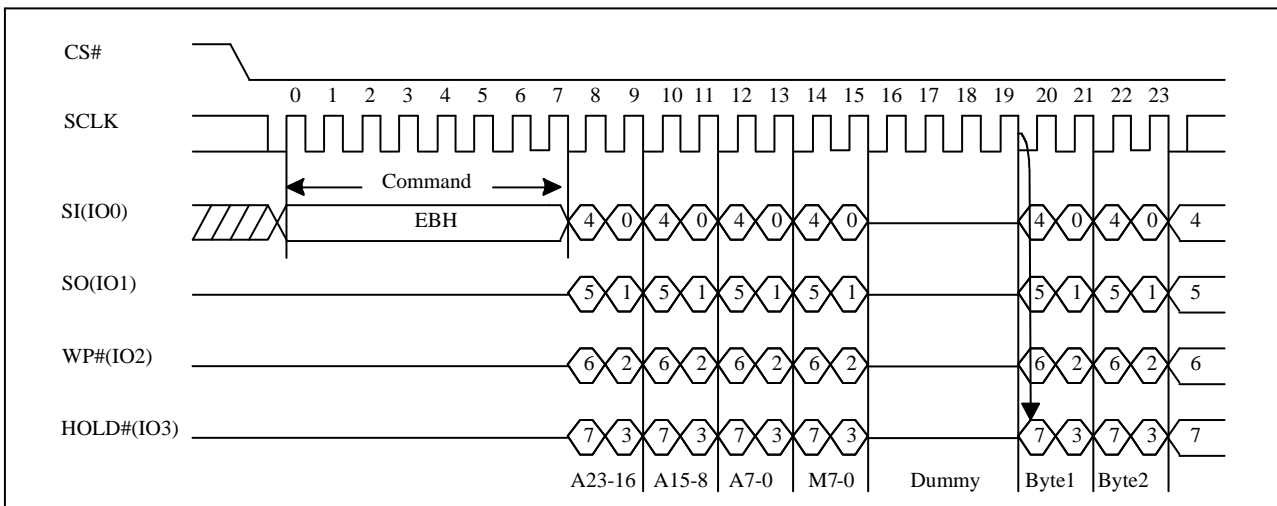 CS#
0 1 2 3 4 5 6 7 8 9 10 11 12 13 14 15 16 17 18 19 20 21 22 23
SCLK
Command
SI(IO0) EBH 4 0 4 0 4 0 4 0 4 0 4 0 4
SO(IO1) 5 1 5 1 5 1 5 1 5 1 5 1 5
WP#(IO2) 6 2 6 2 6 2 6 2 6 2 6 2 6
HOLD#(IO3) 7 3 7 3 7 3 7 3 7 3 7 3 7
A23-16 A15-8 A7-0 M7-0 Dummy Byte1 Byte2